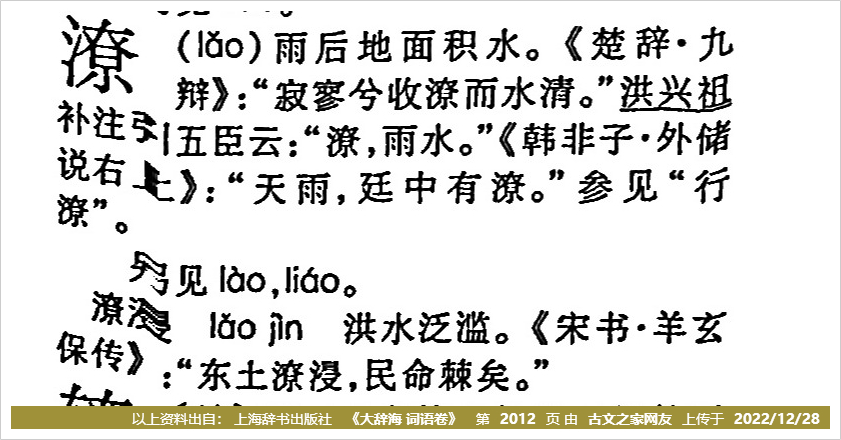 潦 (lǎo) 雨后地面积水。《楚辞·九
辩》:“寂寥兮收潦而水清。”洪兴祖
补注引五臣云:“潦,雨水。”《韩非子·外储
说右上》:“天雨,廷中有潦。”参见“行
潦”。
另见 lào,liáo。
潦浸 lǎo jìn 洪水泛滥。《宋书·羊玄
保传》:“东土潦浸,民命棘矣。”
以上资料出自: 上海辞书出版社 《大辞海 词语卷》 第 2012 页 由 古文之家网友 上传于 2022/12/28